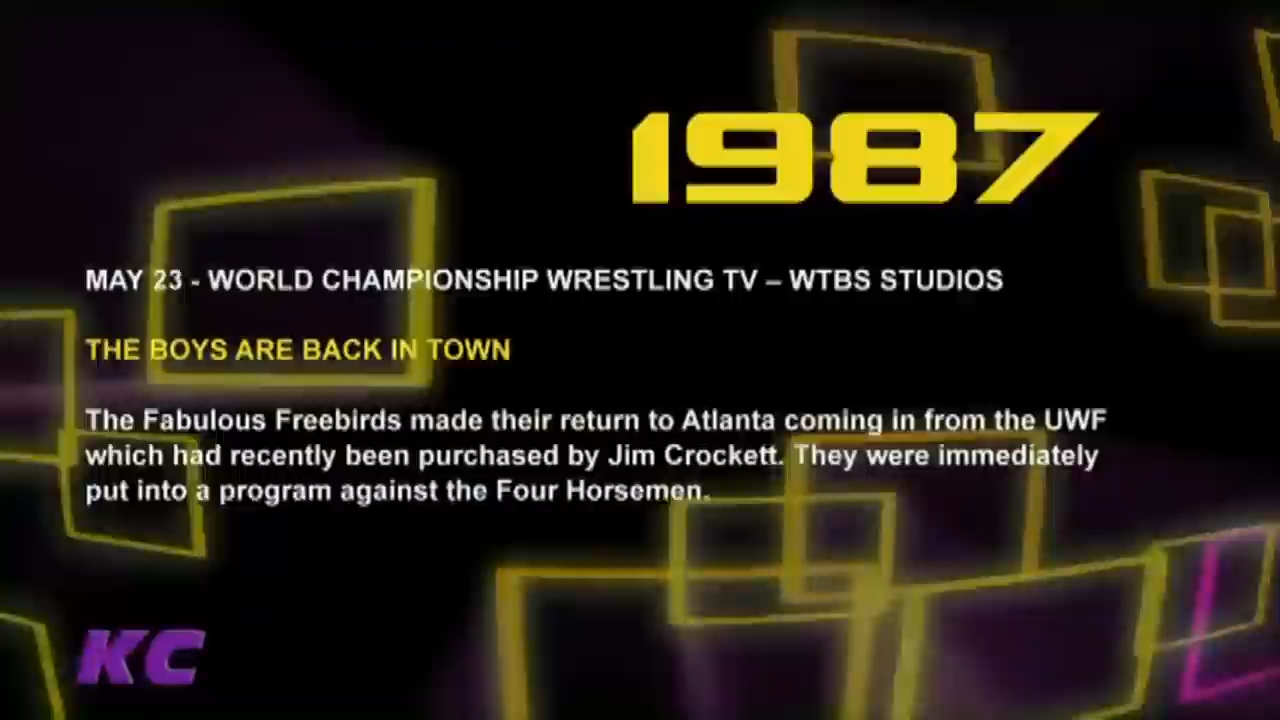 1987
MAY 23 - WORLD CHAMPIONSHIP WRESTLING TV – WTBS STUDIOS
THE BOYS ARE BACK IN TOWN
The Fabulous Freebirds made their return to Atlanta coming in from the UWF
which had recently been purchased by Jim Crockett. They were immediately
put into a program against the Four Horsemen.
KC